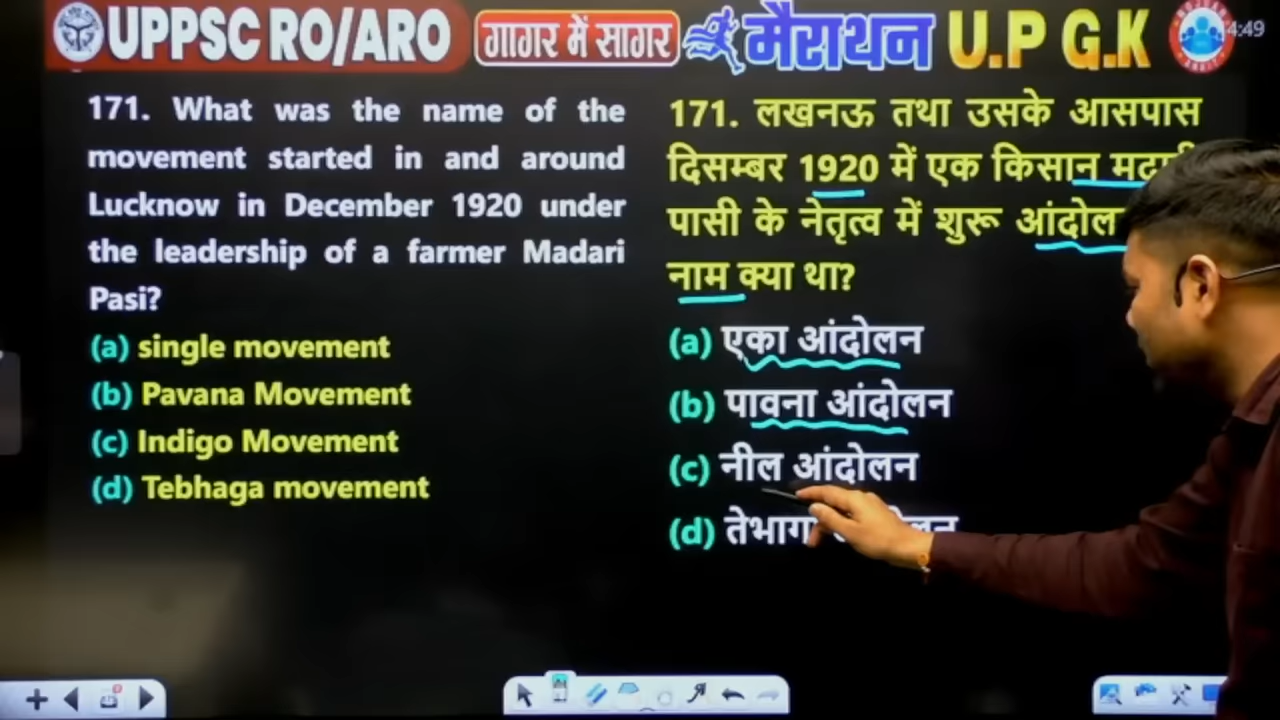 UPPSC RO/ARO गागर में सागर मैराथन U.P G.K
4:49
171. What was the name of the
movement started in and around
Lucknow in December 1920 under
the leadership of a farmer Madari
Pasi?
(a) single movement
(b) Pavana Movement
(c) Indigo Movement
(d) Tebhaga movement
171. लखनऊ तथा उसके आसपास
दिसम्बर 1920 में एक किसान
पासी के नेतृत्व में शुरू
नाम क्या था?
(a) एका आंदोलन
(b) पावना आंदोलन
(c) नील आंदोलन
(d)